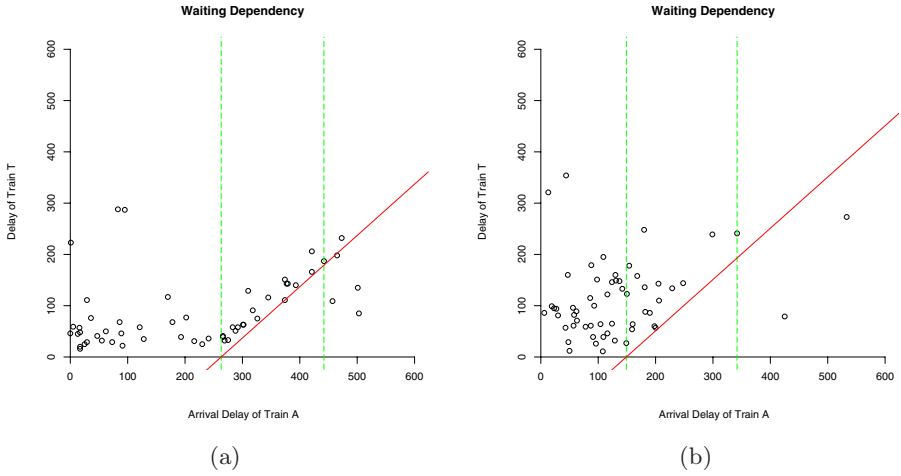 Waiting Dependency
Delay of Train T
600
500
400
300
200
100
0
0 100 200 300 400 500 600
Arrival Delay of Train A
(a)
Waiting Dependency
Delay of Train T
600
500
400
300
200
100
0
0 100 200 300 400 500 600
Arrival Delay of Train A
(b)